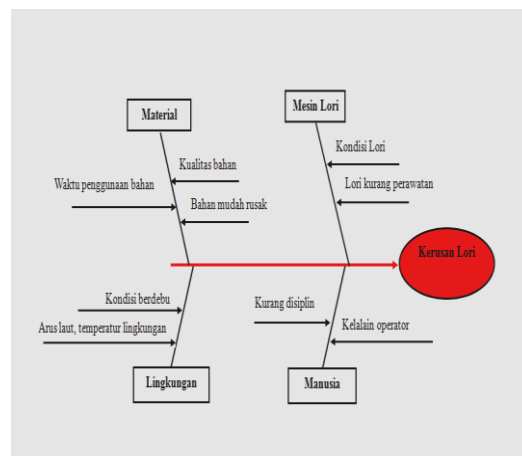 Mesin Lori
Material
Kondisi Lori
Kualitas bahan
Waktu penggunaan bahan
Lori kurang perawatan
Bahan mudah rusak
Kerusan Lori
Kondisi berdebu
Kurang disiplin
Arus laut, temperatur lingkungan
Kelalain operator
Lingkungan
Manusia